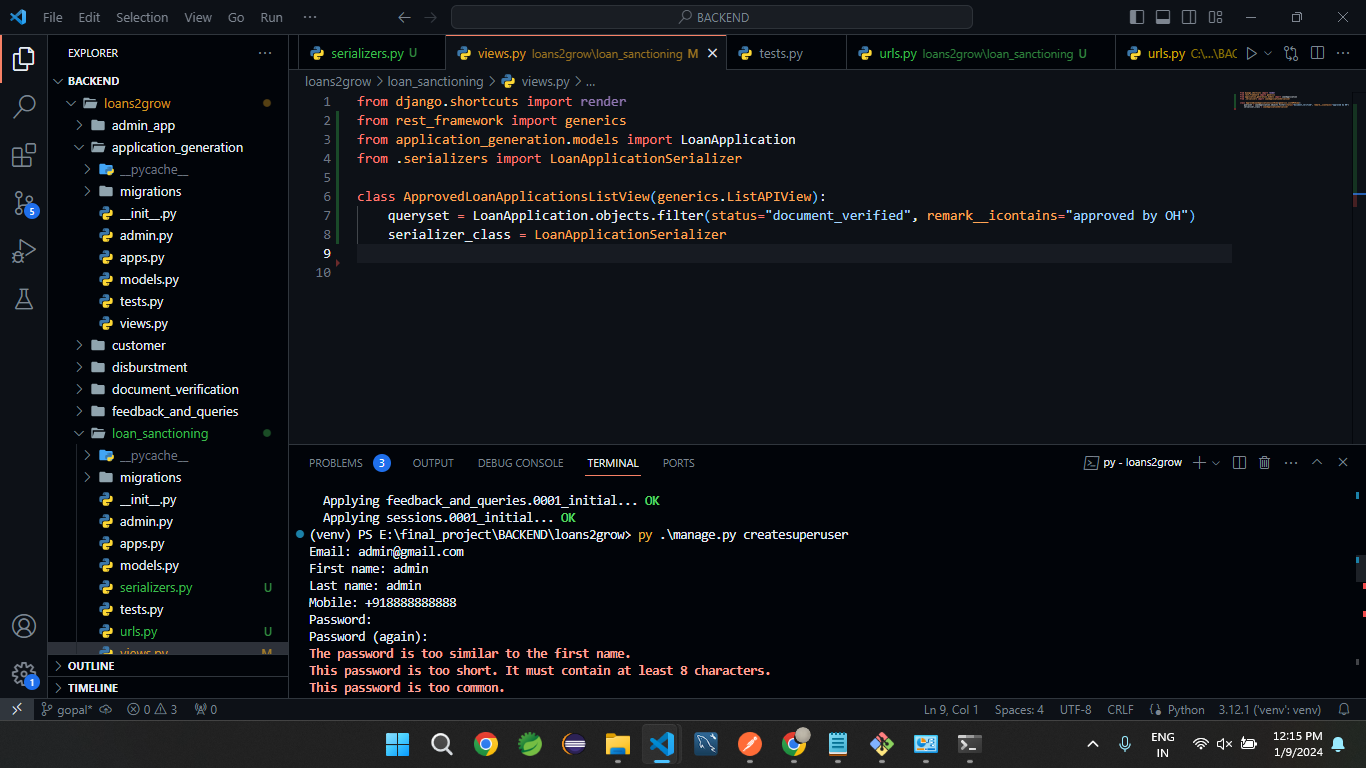 File Edit Selection View Go Run ··· BACKEND
EXPLORER ···
BACKEND
loans2grow
admin_app
application_generation
__pycache__
migrations
__init__.py
admin.py
apps.py
models.py
tests.py
views.py
customer
disburstment
document_verification
feedback_and_queries
loan_sanctioning
__pycache__
migrations
__init__.py
admin.py
apps.py
models.py
serializers.py U
tests.py
urls.py U
views.py M
OUTLINE
TIMELINE
serializers.py U views.py loans2grow\loan_sanctioning M tests.py urls.py loans2grow\loan_sanctioning U urls.py C:\...\BAC
loans2grow > loan_sanctioning > views.py > ...
1 from django.shortcuts import render
2 from rest_framework import generics
3 from application_generation.models import LoanApplication
4 from .serializers import LoanApplicationSerializer
5
6 class ApprovedLoanApplicationsListView(generics.ListAPIView):
7 queryset = LoanApplication.objects.filter(status="document_verified", remark__icontains="approved by OH")
8 serializer_class = LoanApplicationSerializer
9
10
PROBLEMS 3 OUTPUT DEBUG CONSOLE TERMINAL PORTS py - loans2grow
Applying feedback_and_queries.0001_initial... OK
Applying sessions.0001_initial... OK
(venv) PS E:\final_project\BACKEND\loans2grow> py .\manage.py createsuperuser
Email: admin@gmail.com
First name: admin
Last name: admin
Mobile: +918888888888
Password:
Password (again):
The password is too similar to the first name.
This password is too short. It must contain at least 8 characters.
This password is too common.
5
1
gopal* 0 3 0 Ln 9, Col 1 Spaces: 4 UTF-8 CRLF Python 3.12.1 ('venv': venv)
ENG
IN
12:15 PM
1/9/2024